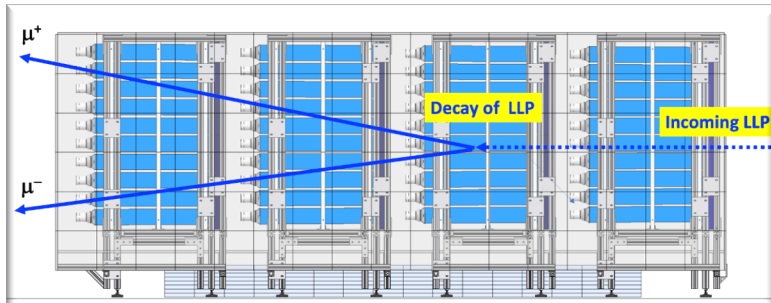 μ+
Decay of LLP
Incoming LLP
μ−